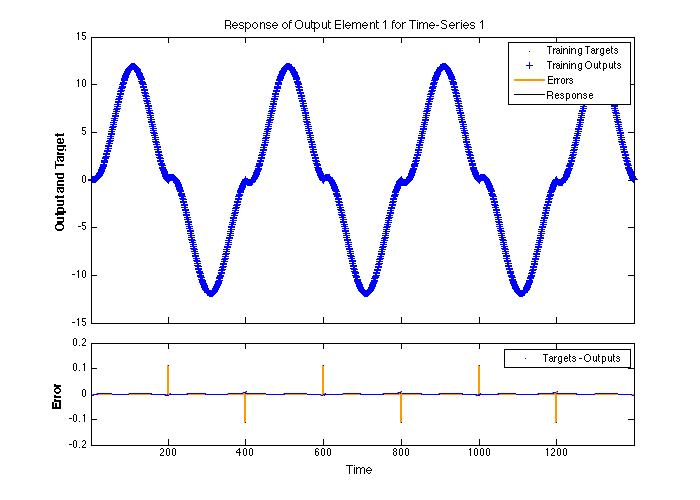 Response of Output Element 1 for Time-Series 1
Output and Target
15
10
5
0
-5
-10
-15
Training Targets
Training Outputs
Errors
Response
Error
0.2
0.1
0
-0.1
-0.2
Targets - Outputs
200
400
600
800
1000
1200
Time